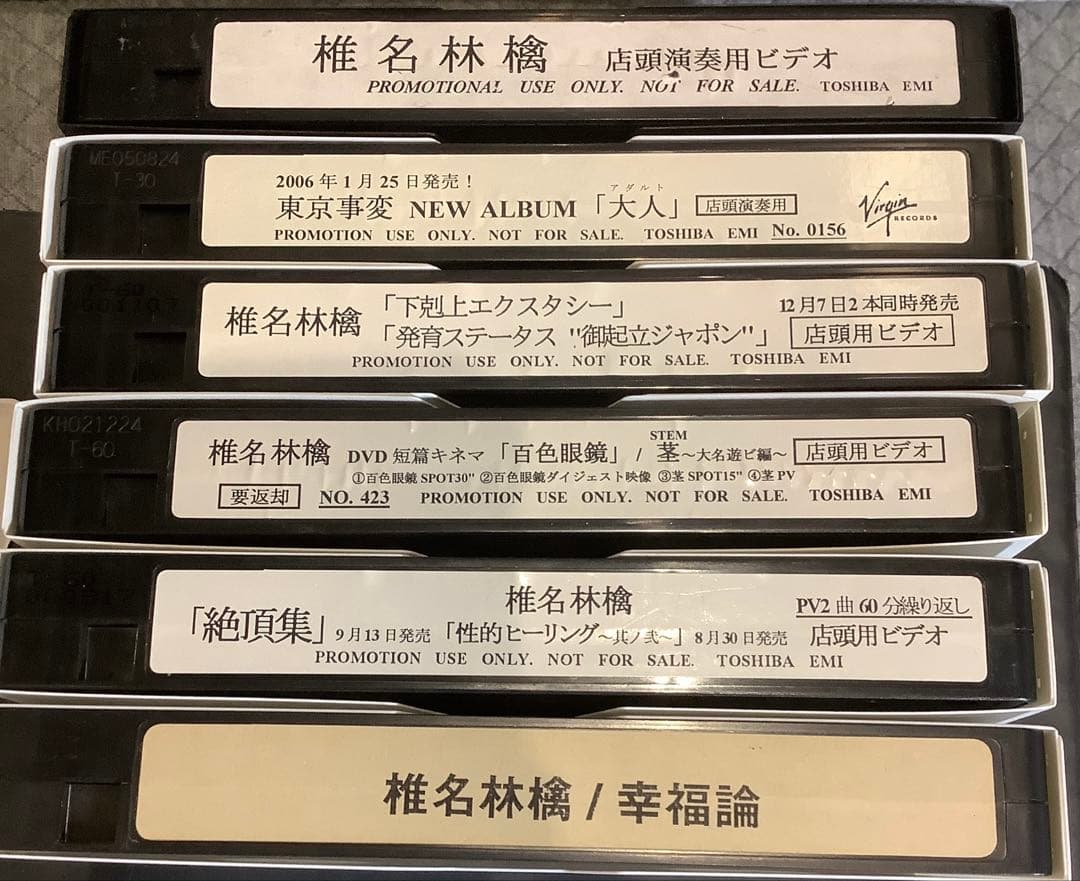 椎名林檎 店頭演奏用ビデオ
PROMOTIONAL USE ONLY. NOT FOR SALE. TOSHIBA EMI
ME050824
T-30
2006年1月25日発売！
アダルト
東京事変 NEW ALBUM「大人」 店頭演奏用
PROMOTION USE ONLY. NOT FOR SALE. TOSHIBA EMI No. 0156
Virgin
RECORDS
椎名林檎
「下剋上エクスタシー」
「発育ステータス "御起立ジャポン"」
12月7日2本同時発売
店頭用ビデオ
PROMOTION USE ONLY. NOT FOR SALE. TOSHIBA EMI
KH021224
T-60
STEM
椎名林檎 DVD 短篇キネマ「百色眼鏡」/ 茎～大名遊ビ編～ 店頭用ビデオ
①百色眼鏡 SPOT30" ②百色眼鏡ダイジェスト映像 ③茎 SPOT15" ④茎 PV
要返却 NO. 423 PROMOTION USE ONLY. NOT FOR SALE. TOSHIBA EMI
椎名林檎
PV2曲60分繰り返し
「絶頂集」9月13日発売「性的ヒーリング～其ノ弐～」8月30日発売 店頭用ビデオ
PROMOTION USE ONLY. NOT FOR SALE. TOSHIBA EMI
椎名林檎 / 幸福論